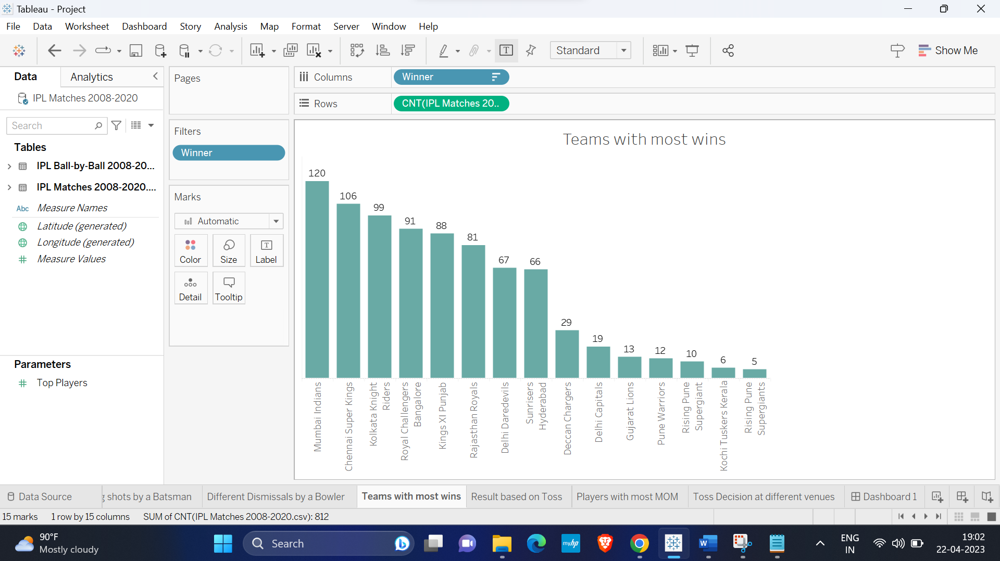 Tableau - Project
File Data Worksheet Dashboard Story Analysis Map Format Server Window Help
Standard
Show Me
Data
Analytics
IPL Matches 2008-2020
Search
Tables
IPL Ball-by-Ball 2008-20...
IPL Matches 2008-2020....
Abc Measure Names
Latitude (generated)
Longitude (generated)
Measure Values
Parameters
Top Players
Pages
Filters
Winner
Marks
Automatic
Color
Size
T
Label
Detail
Tooltip
Columns
Winner
Rows
CNT(IPL Matches 20..
Teams with most wins
120
106
99
91
88
81
67
66
29
19
13
12
10
6
5
Mumbai Indians
Chennai Super Kings
Kolkata Knight
Riders
Royal Challengers
Bangalore
Kings XI Punjab
Rajasthan Royals
Delhi Daredevils
Sunrisers
Hyderabad
Deccan Chargers
Delhi Capitals
Gujarat Lions
Pune Warriors
Rising Pune
Supergiant
Kochi Tuskers Kerala
Rising Pune
Supergiants
Data Source
g shots by a Batsman
Different Dismissals by a Bowler
Teams with most wins
Result based on Toss
Players with most MOM
Toss Decision at different venues
Dashboard 1
15 marks
1 row by 15 columns
SUM of CNT(IPL Matches 2008-2020.csv): 812
90°F
Mostly cloudy
Search
myhp
W
ENG
IN
19:02
22-04-2023